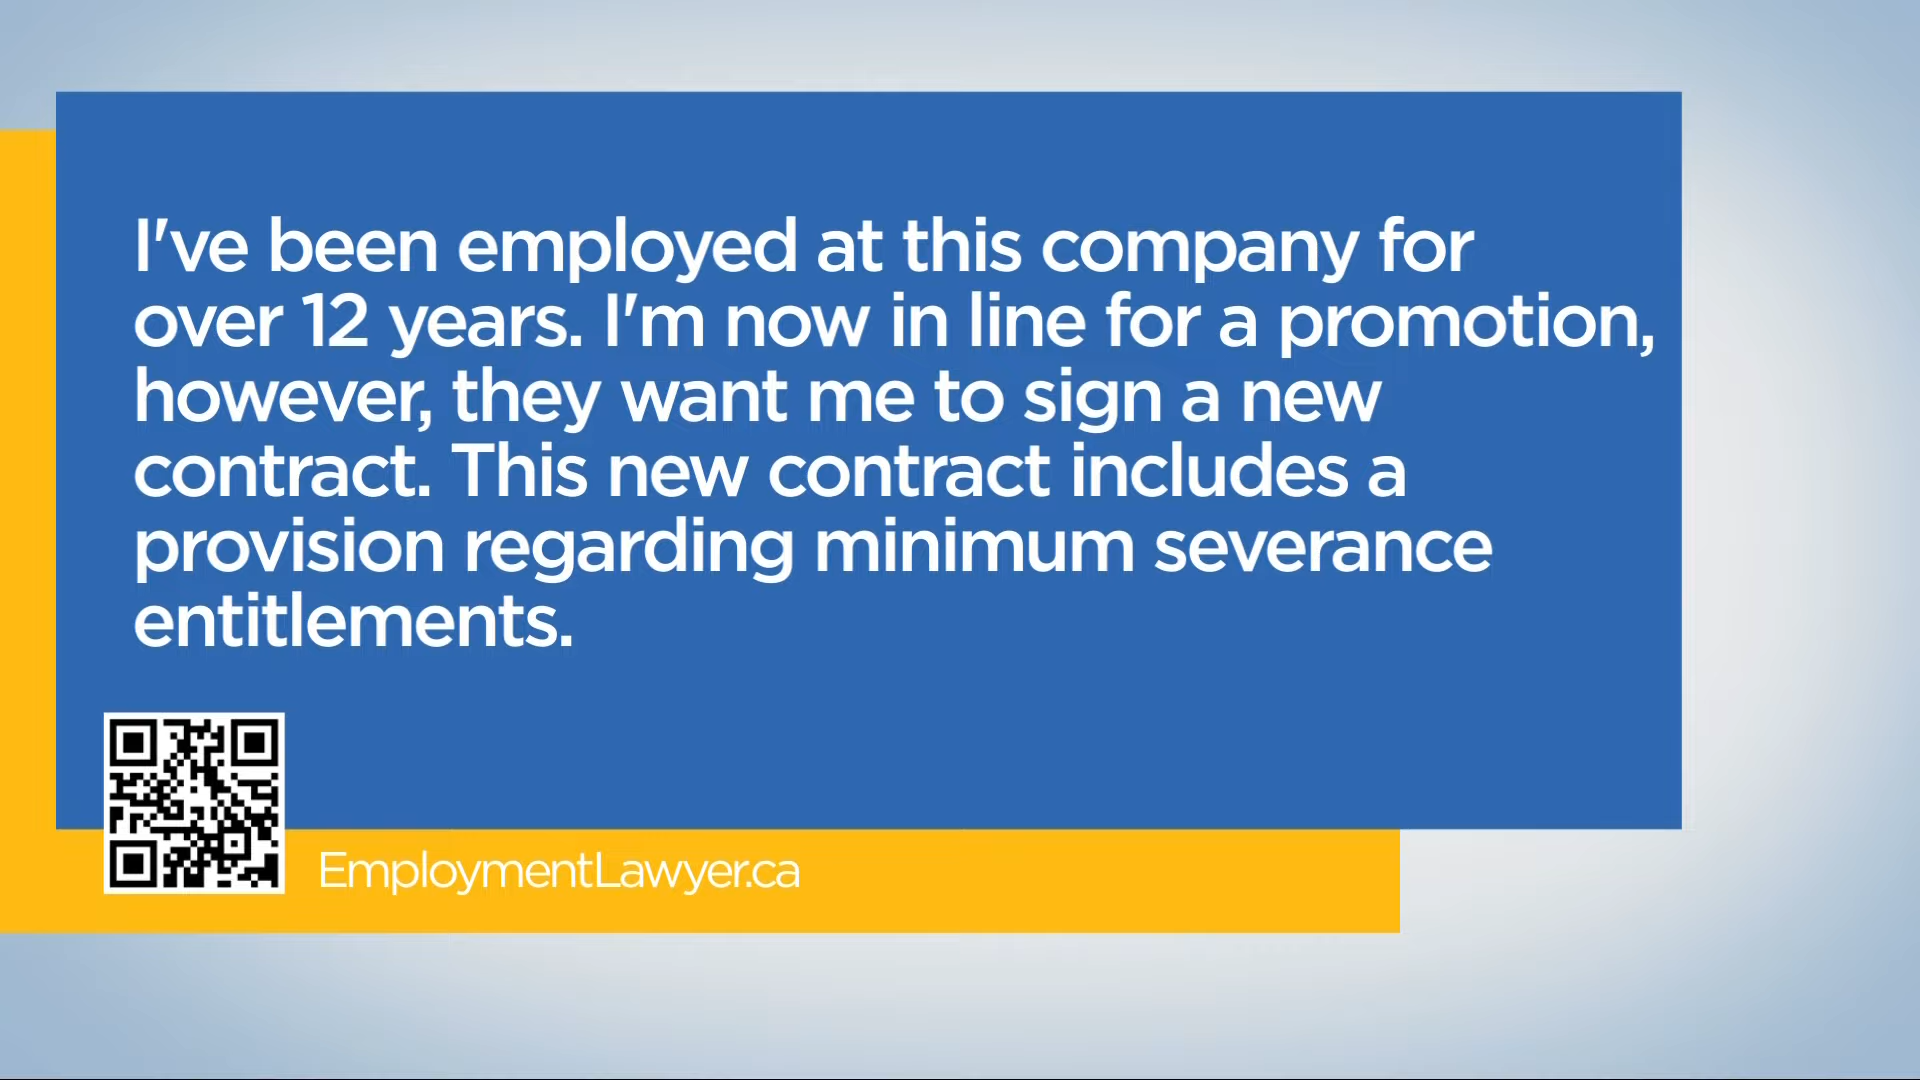 I've been employed at this company for
over 12 years. I'm now in line for a promotion,
however, they want me to sign a new
contract. This new contract includes a
provision regarding minimum severance
entitlements.
EmploymentLawyer.ca